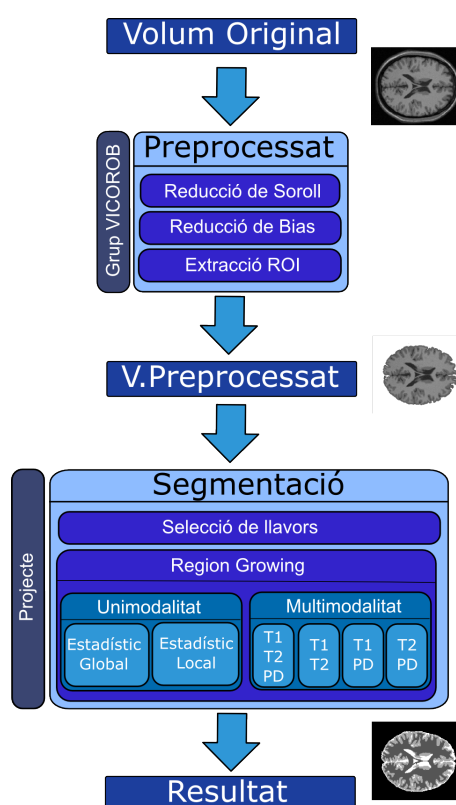 Volum Original
Grup VICOROB
Preprocessat
Reducció de Soroll
Reducció de Bias
Extracció ROI
V.Preprocessat
Projecte
Segmentació
Selecció de llavors
Region Growing
Unimodalitat
Estadístic
Global
Estadístic
Local
Multimodalitat
T1
T2
PD
T1
T2
T1
PD
T2
PD
Resultat